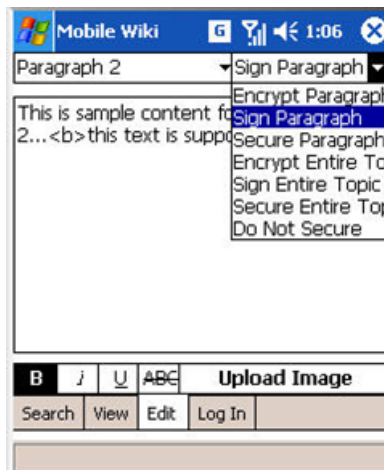 Mobile Wiki G 1:06
Paragraph 2 Sign Paragraph
Encrypt Paragraph
This is sample content fo Sign Paragraph
2...<b>this text is suppo Secure Paragraph
Encrypt Entire To
Sign Entire Topic
Secure Entire Top
Do Not Secure
B i U ABC Upload Image
Search View Edit Log In